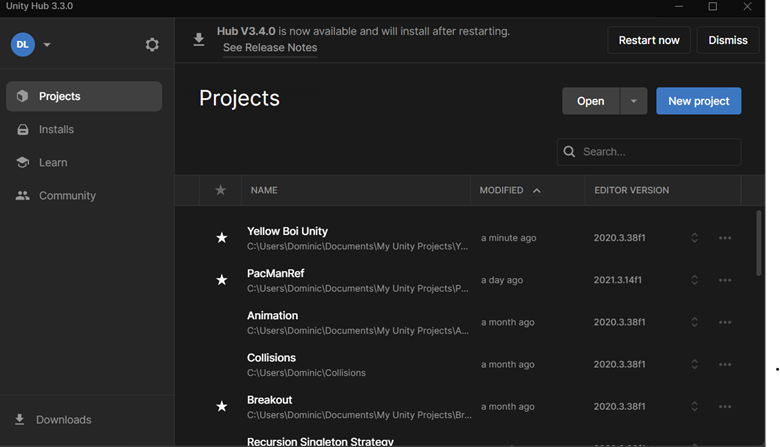 Unity Hub 3.3.0
DL
Hub V3.4.0 is now available and will install after restarting.
See Release Notes
Restart now
Dismiss
Projects
Installs
Learn
Community
Downloads
Projects
Open
New project
Search...
NAME
MODIFIED
EDITOR VERSION
Yellow Boi Unity
C:\Users\Dominic\Documents\My Unity Projects\Y...
a minute ago
2020.3.38f1
PacManRef
C:\Users\Dominic\Documents\My Unity Projects\P...
a day ago
2021.3.14f1
Animation
C:\Users\Dominic\Documents\My Unity Projects\A...
a month ago
2020.3.38f1
Collisions
C:\Users\Dominic\Collisions
a month ago
2020.3.38f1
Breakout
C:\Users\Dominic\Documents\My Unity Projects\Br...
a month ago
2020.3.38f1
Recursion Singleton Strategy